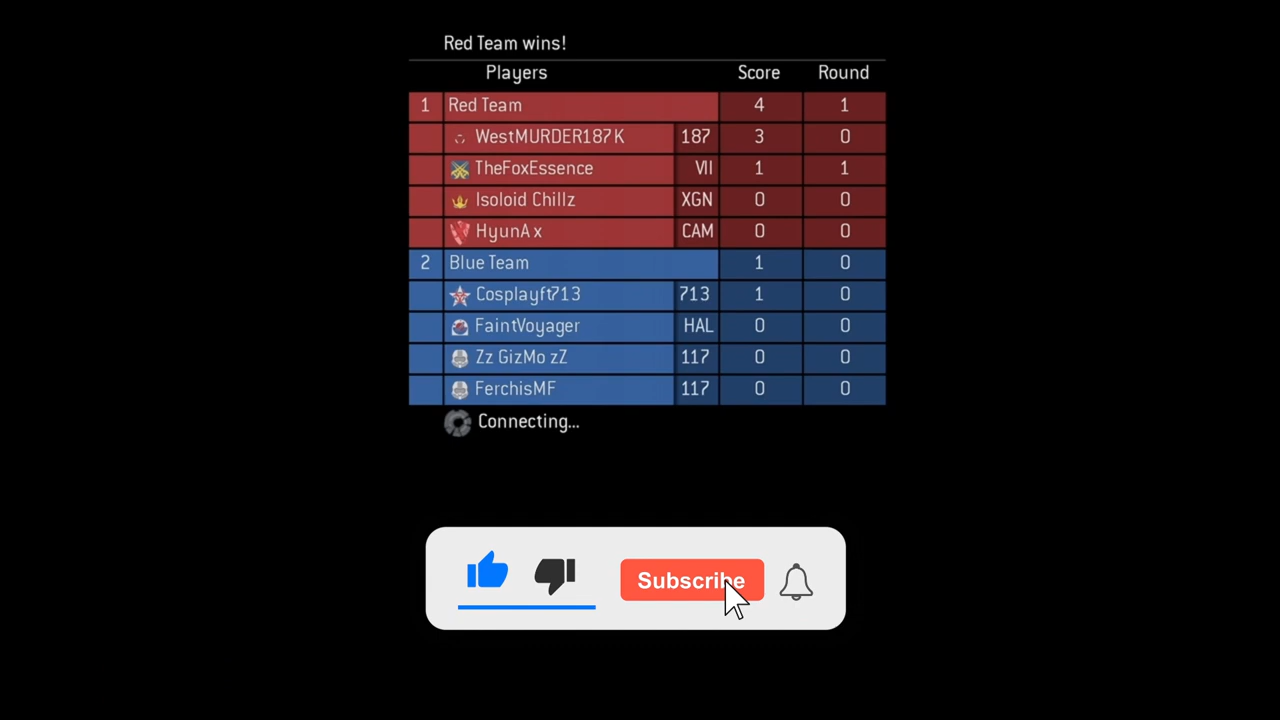 Red Team wins!
Players Score Round
1 Red Team 4 1
WestMURDER187K 187 3 0
TheFoxEssence VII 1 1
Isoloid Chillz XGN 0 0
HyunA x CAM 0 0
2 Blue Team 1 0
Cosplayft713 713 1 0
FaintVoyager HAL 0 0
Zz GizMo zZ 117 0 0
FerchisMF 117 0 0
Connecting...
Subscribe